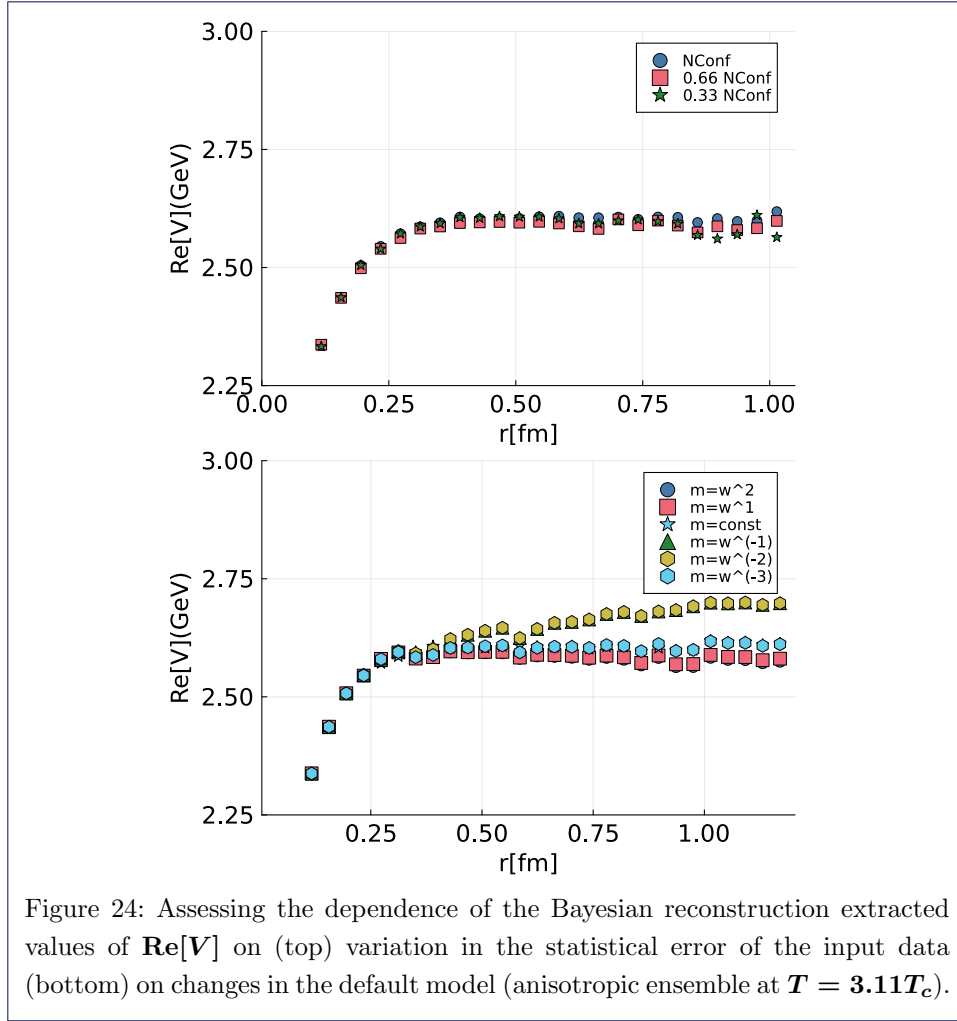 3.00
2.75
2.50
2.25
Re[V](GeV)
NConf
0.66 NConf
0.33 NConf
0.00
0.25
0.50
0.75
1.00
r[fm]
3.00
2.75
2.50
2.25
Re[V](GeV)
m=w^2
m=w^1
m=const
m=w^(-1)
m=w^(-2)
m=w^(-3)
0.25
0.50
0.75
1.00
r[fm]
Figure 24: Assessing the dependence of the Bayesian reconstruction extracted
values of Re[V] on (top) variation in the statistical error of the input data
(bottom) on changes in the default model (anisotropic ensemble at T = 3.11T_c).